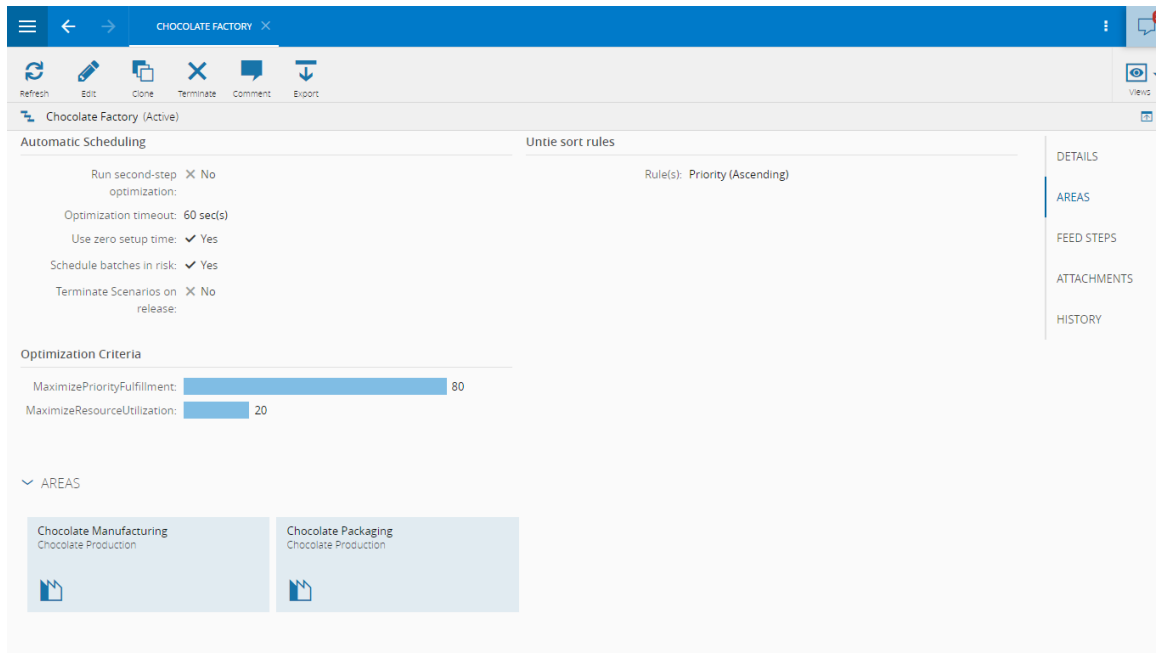 CHOCOLATE FACTORY
Refresh Edit Clone Terminate Comment Export Views
Chocolate Factory (Active)
Automatic Scheduling
Run second-step optimization: No
Optimization timeout: 60 sec(s)
Use zero setup time: Yes
Schedule batches in risk: Yes
Terminate Scenarios on release: No
Untie sort rules
Rule(s): Priority (Ascending)
DETAILS
AREAS
FEED STEPS
ATTACHMENTS
HISTORY
Optimization Criteria
MaximizePriorityFulfillment: 80
MaximizeResourceUtilization: 20
AREAS
Chocolate Manufacturing
Chocolate Production
Chocolate Packaging
Chocolate Production